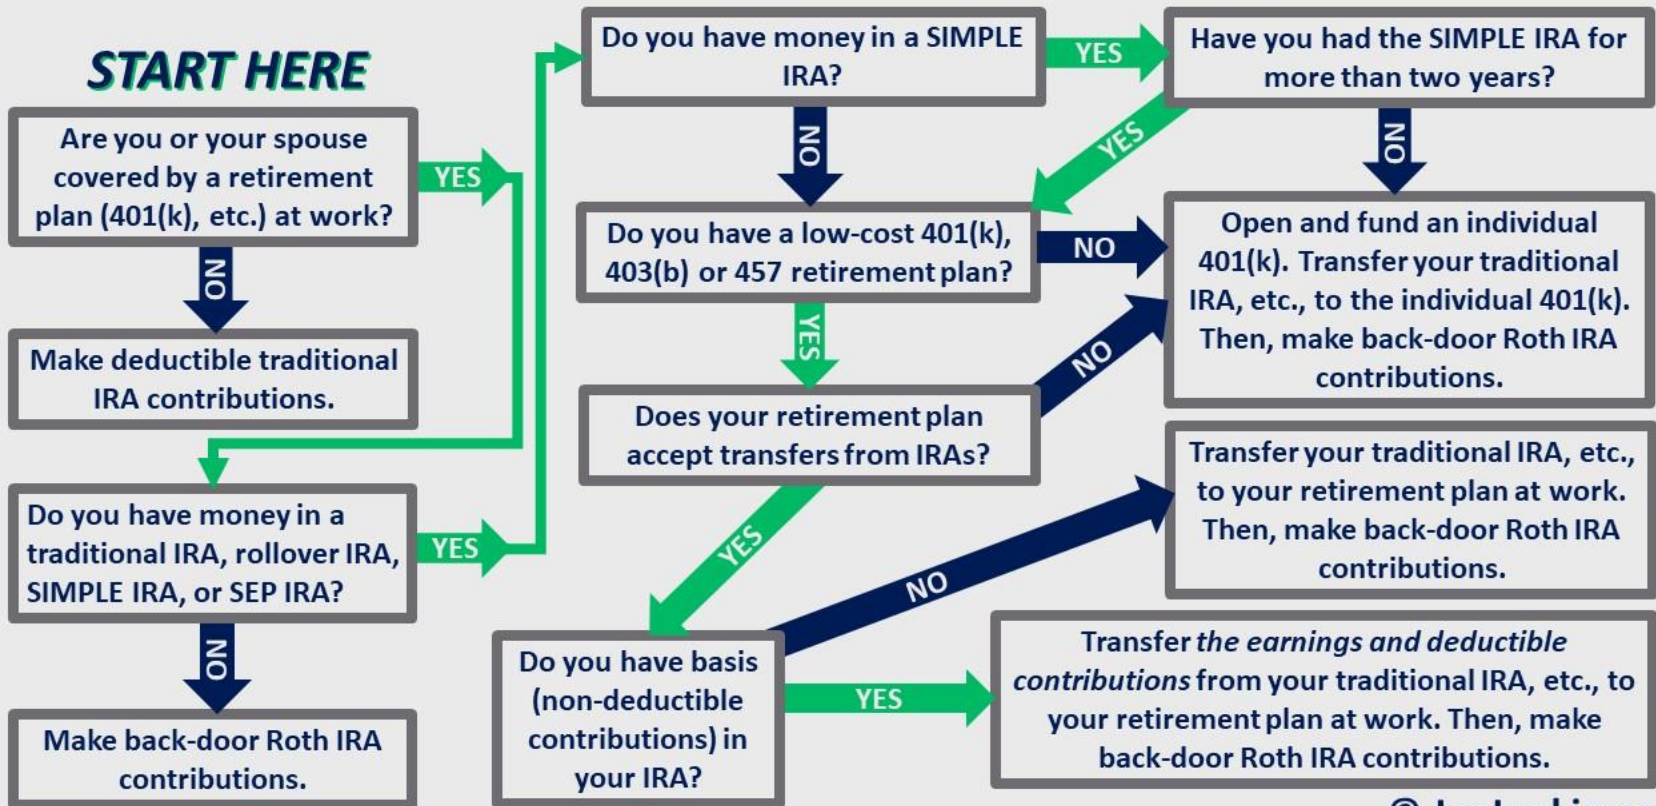 START HERE
Are you or your spouse
covered by a retirement
plan (401(k), etc.) at work?
YES
NO
Make deductible traditional
IRA contributions.
Do you have money in a
traditional IRA, rollover IRA,
SIMPLE IRA, or SEP IRA?
YES
NO
Make back-door Roth IRA
contributions.
Do you have money in a SIMPLE
IRA?
YES
NO
Have you had the SIMPLE IRA for
more than two years?
YES
NO
Do you have a low-cost 401(k),
403(b) or 457 retirement plan?
NO
YES
Open and fund an individual
401(k). Transfer your traditional
IRA, etc., to the individual 401(k).
Then, make back-door Roth IRA
contributions.
Does your retirement plan
accept transfers from IRAs?
NO
YES
Transfer your traditional IRA, etc.,
to your retirement plan at work.
Then, make back-door Roth IRA
contributions.
Do you have basis
(non-deductible
contributions) in
your IRA?
NO
YES
Transfer the earnings and deductible
contributions from your traditional IRA, etc., to
your retirement plan at work. Then, make
back-door Roth IRA contributions.